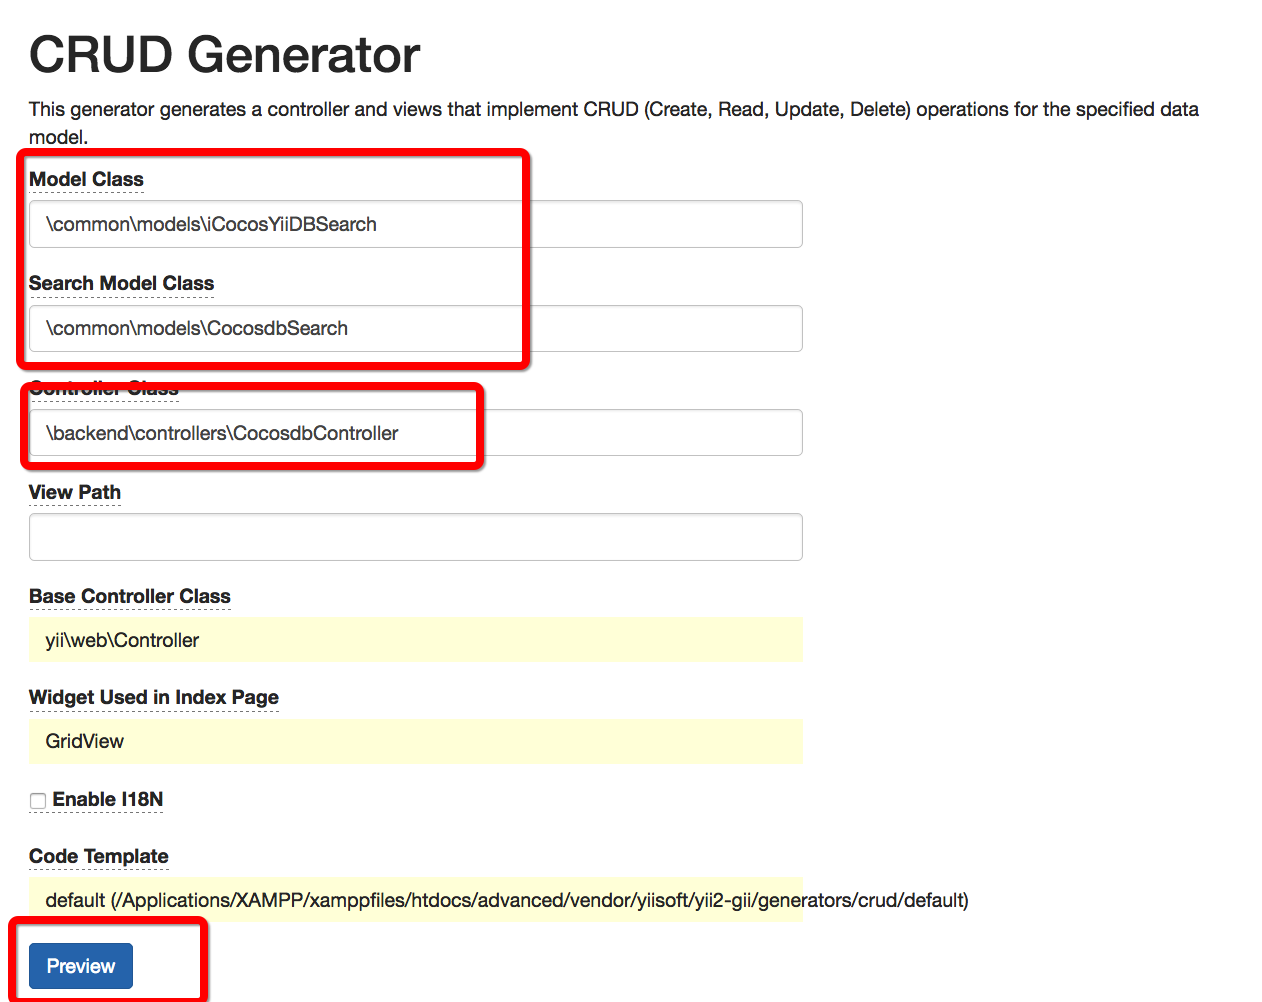 CRUD Generator
This generator generates a controller and views that implement CRUD (Create, Read, Update, Delete) operations for the specified data
model.
Model Class
\common\models\iCocosYiiDBSearch
Search Model Class
\common\models\CocosdbSearch
Controller Class
\backend\controllers\CocosdbController
View Path
Base Controller Class
yii\web\Controller
Widget Used in Index Page
GridView
Enable I18N
Code Template
default (/Applications/XAMPP/xamppfiles/htdocs/advanced/vendor/yiisoft/yii2-gii/generators/crud/default)
Preview